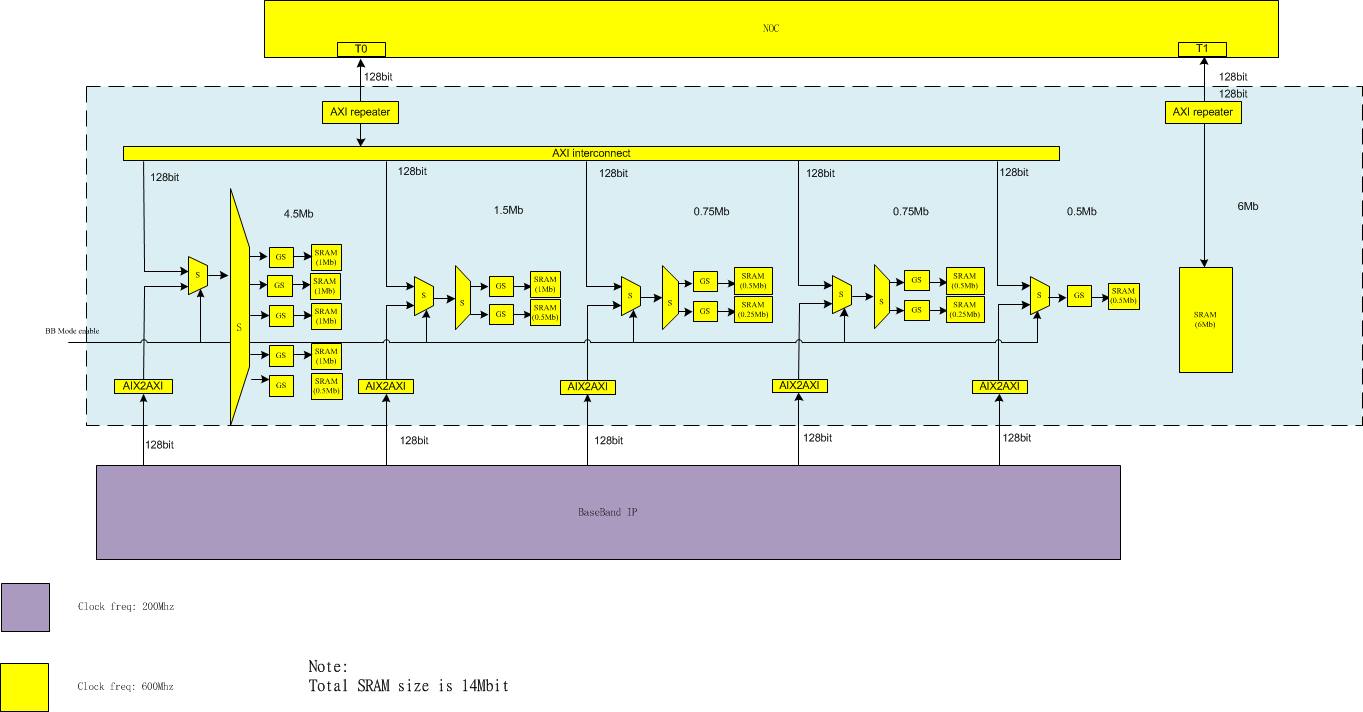 NOC
T0
T1
128bit
128bit
128bit
AXI repeater
AXI repeater
AXI interconnect
128bit
128bit
128bit
128bit
128bit
4.5Mb
1.5Mb
0.75Mb
0.75Mb
0.5Mb
6Mb
S
S
GS
SRAM
(1Mb)
GS
SRAM
(1Mb)
GS
SRAM
(1Mb)
GS
SRAM
(1Mb)
GS
SRAM
(0.5Mb)
S
S
GS
SRAM
(1Mb)
GS
SRAM
(0.5Mb)
S
S
GS
SRAM
(0.5Mb)
GS
SRAM
(0.25Mb)
S
S
GS
SRAM
(0.5Mb)
GS
SRAM
(0.25Mb)
S
GS
SRAM
(0.5Mb)
SRAM
(6Mb)
BB Mode enable
AIX2AXI
AIX2AXI
AIX2AXI
AIX2AXI
AIX2AXI
128bit
128bit
128bit
128bit
128bit
BaseBand IP
Clock freq: 200Mhz
Clock freq: 600Mhz
Note:
Total SRAM size is 14Mbit